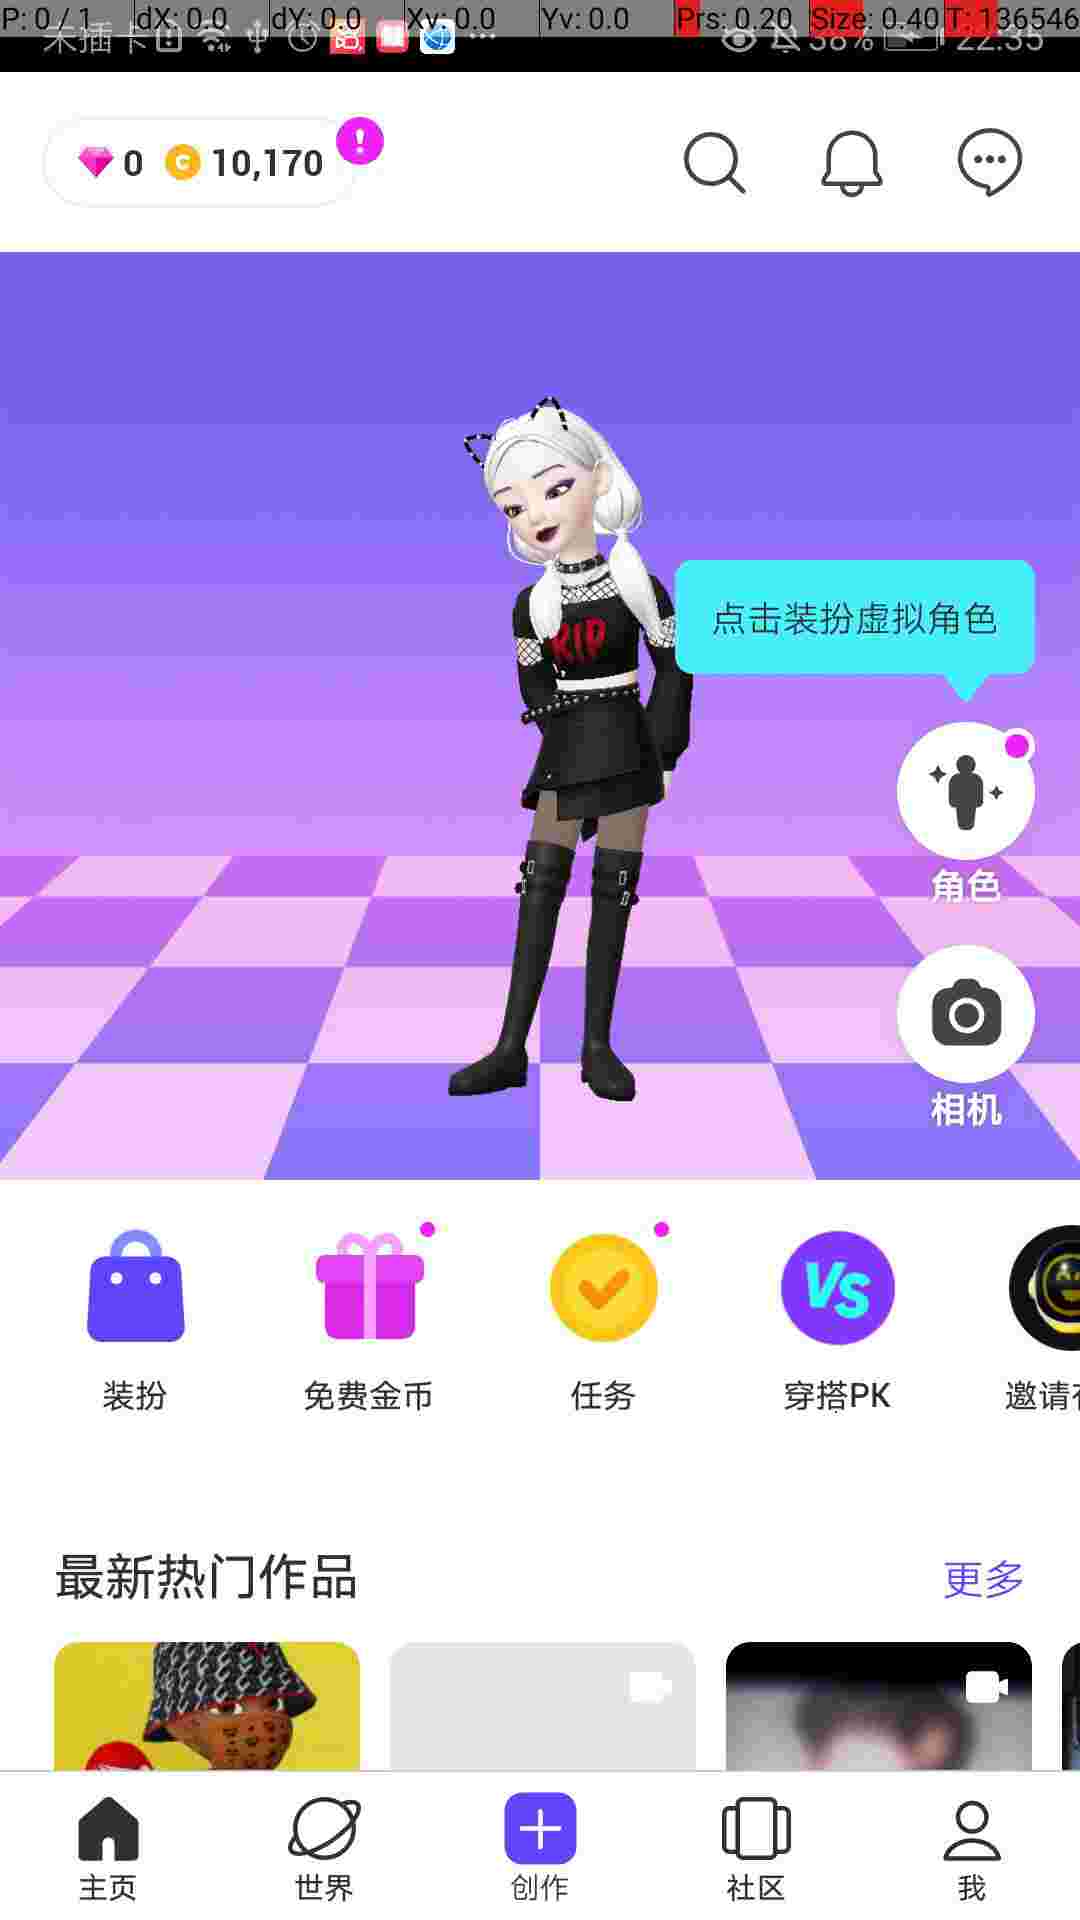 P: 0 / 1 dX: 0.0 dY: 0.0 Xv: 0.0 Yv: 0.0 Prs: 0.20 Size: 0.40 T: 136546
未插卡 38% 22:35
0 10,170
点击装扮虚拟角色
RIP
角色
相机
VS
装扮 免费金币 任务 穿搭PK 邀请
最新热门作品 更多
主页 世界 创作 社区 我